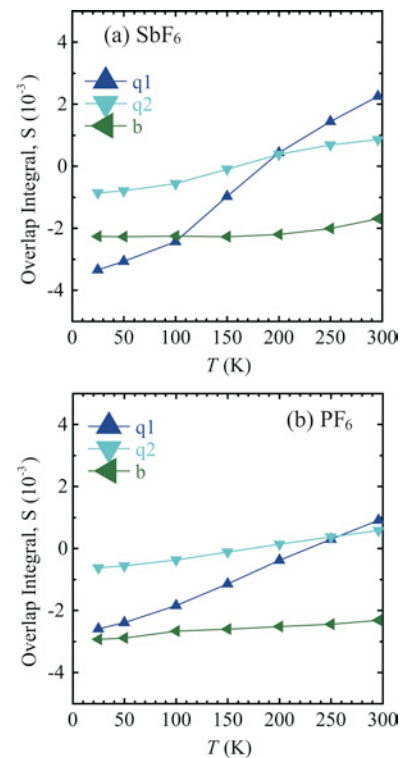 (a) SbF6
q1
q2
b
Overlap Integral, S (10-3)
4
2
0
-2
-4
0 50 100 150 200 250 300
T (K)
(b) PF6
q1
q2
b
Overlap Integral, S (10-3)
4
2
0
-2
-4
0 50 100 150 200 250 300
T (K)